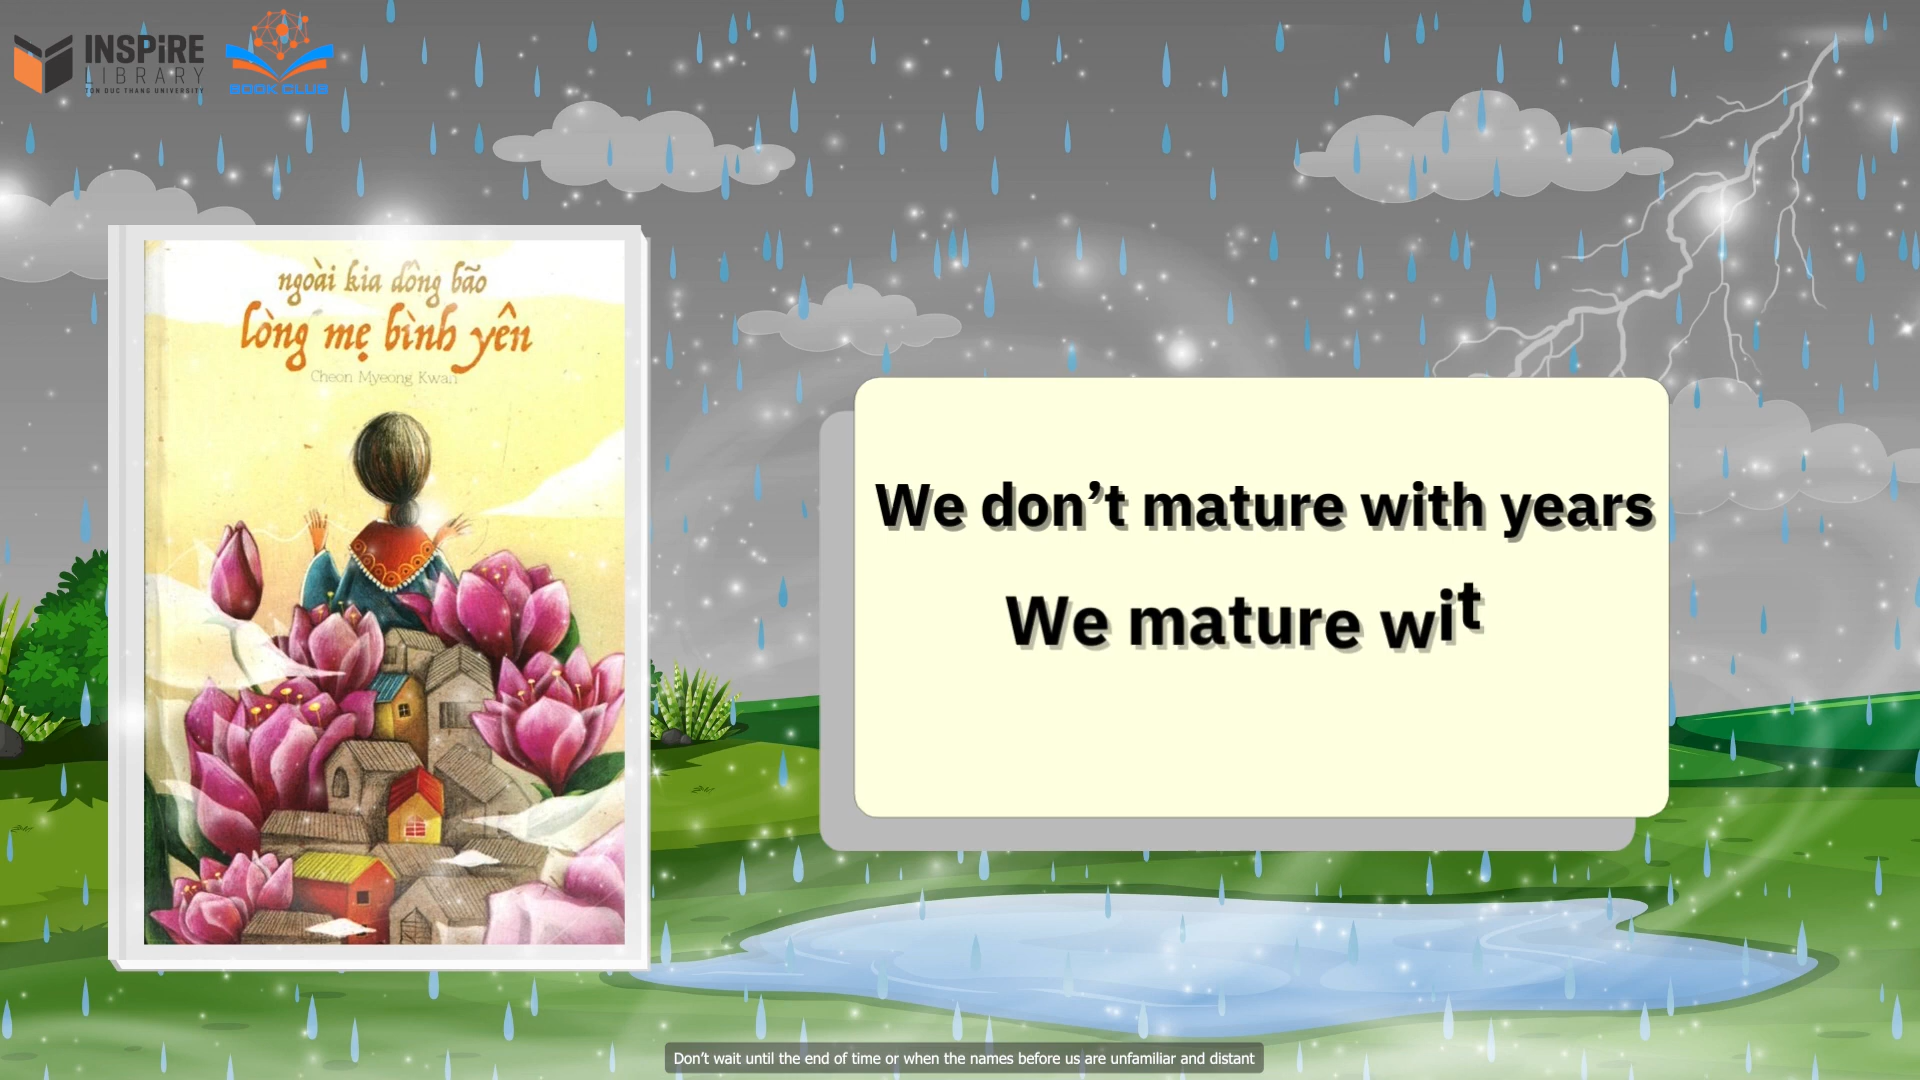 INSPiRE
LIBRARY
TON DUC THANG UNIVERSITY
BOOK CLUB
ngoài kia dông bão
lòng mẹ bình yên
Cheon Myeong Kwan
We don’t mature with years
We mature wit
Don’t wait until the end of time or when the names before us are unfamiliar and distant